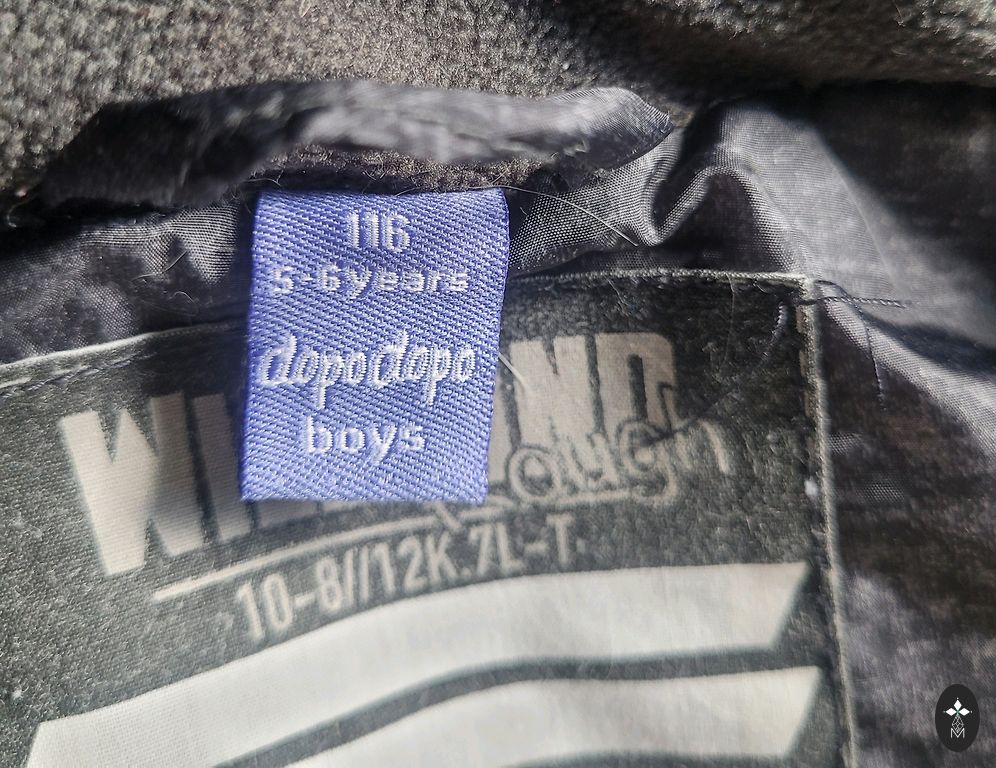 116
5-6years
dopodopo
boys
10-8//12K.7L-T
M